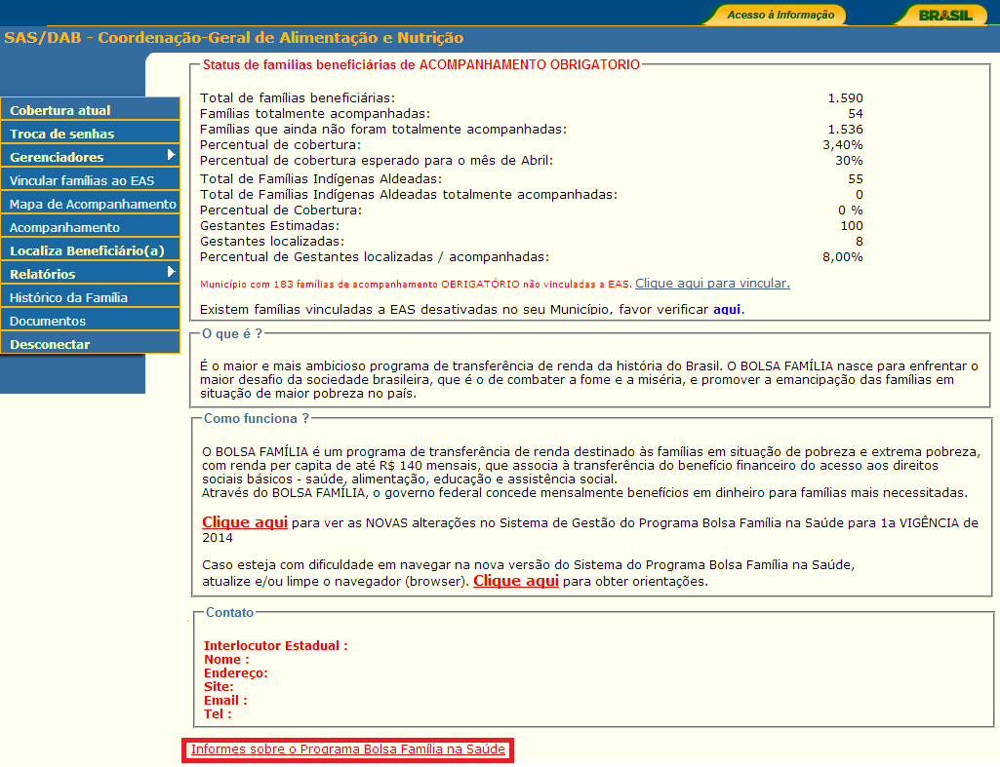 Acesso à Informação
BRASIL
SAS/DAB - Coordenação-Geral de Alimentação e Nutrição
Cobertura atual
Troca de senhas
Gerenciadores
Vincular famílias ao EAS
Mapa de Acompanhamento
Acompanhamento
Localiza Beneficiário(a)
Relatórios
Histórico da Família
Documentos
Desconectar
Status de famílias beneficiárias de ACOMPANHAMENTO OBRIGATORIO
Total de famílias beneficiárias: 1.590
Famílias totalmente acompanhadas: 54
Famílias que ainda não foram totalmente acompanhadas: 1.536
Percentual de cobertura: 3,40%
Percentual de cobertura esperado para o mês de Abril: 30%
Total de Famílias Indígenas Aldeadas: 55
Total de Famílias Indígenas Aldeadas totalmente acompanhadas: 0
Percentual de Cobertura: 0 %
Gestantes Estimadas: 100
Gestantes localizadas: 8
Percentual de Gestantes localizadas / acompanhadas: 8,00%
Município com 183 famílias de acompanhamento OBRIGATÓRIO não vinculadas a EAS. Clique aqui para vincular.
Existem famílias vinculadas a EAS desativadas no seu Município, favor verificar aqui.
O que é ?
É o maior e mais ambicioso programa de transferência de renda da história do Brasil. O BOLSA FAMÍLIA nasce para enfrentar o
maior desafio da sociedade brasileira, que é o de combater a fome e a miséria, e promover a emancipação das famílias em
situação de maior pobreza no país.
Como funciona ?
O BOLSA FAMÍLIA é um programa de transferência de renda destinado às famílias em situação de pobreza e extrema pobreza,
com renda per capita de até R$ 140 mensais, que associa à transferência do benefício financeiro do acesso aos direitos
sociais básicos - saúde, alimentação, educação e assistência social.
Através do BOLSA FAMÍLIA, o governo federal concede mensalmente benefícios em dinheiro para famílias mais necessitadas.
Clique aqui para ver as NOVAS alterações no Sistema de Gestão do Programa Bolsa Família na Saúde para 1a VIGÊNCIA de
2014
Caso esteja com dificuldade em navegar na nova versão do Sistema do Programa Bolsa Família na Saúde,
atualize e/ou limpe o navegador (browser). Clique aqui para obter orientações.
Contato
Interlocutor Estadual :
Nome :
Endereço:
Site:
Email :
Tel :
Informes sobre o Programa Bolsa Família na Saúde